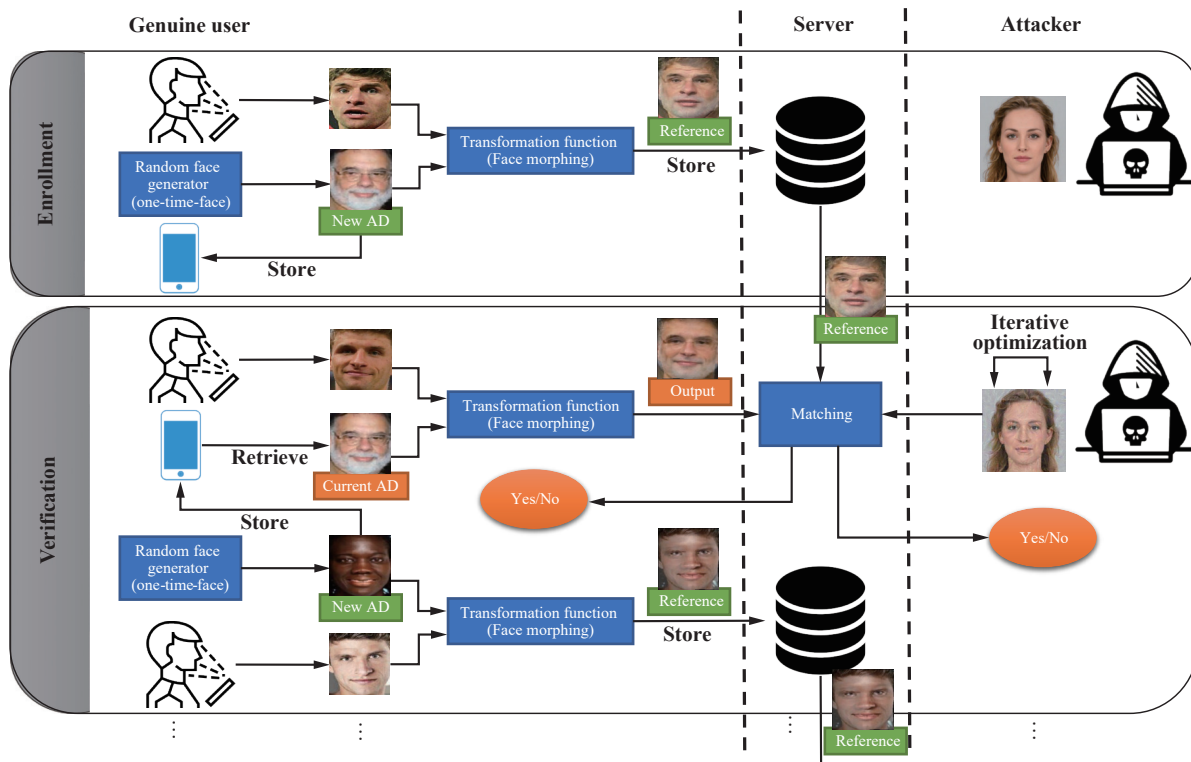 Genuine user
Server
Attacker
Enrollment
Random face
generator
(one-time-face)
New AD
Store
Transformation function
(Face morphing)
Reference
Store
Reference
Verification
Retrieve
Current AD
Transformation function
(Face morphing)
Output
Matching
Iterative
optimization
Yes/No
Yes/No
Store
Random face
generator
(one-time-face)
New AD
Transformation function
(Face morphing)
Reference
Store
Reference